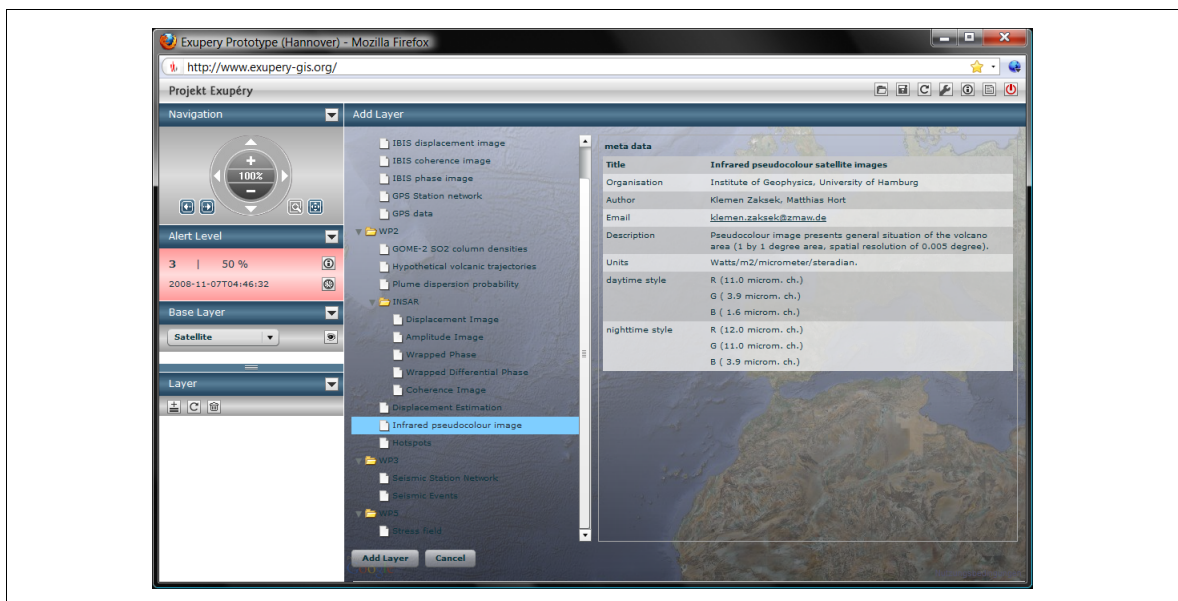 Exupery Prototype (Hannover) - Mozilla Firefox
http://www.exupery-gis.org/
Projekt Exupéry
Navigation
Add Layer
100%
IBIS displacement image
IBIS coherence image
IBIS phase image
GPS Station network
GPS data
WP2
GOME-2 SO2 column densities
Hypothetical volcanic trajectories
Plume dispersion probability
INSAR
Displacement Image
Amplitude Image
Wrapped Phase
Wrapped Differential Phase
Coherence Image
Displacement Estimation
Infrared pseudocolour image
Hotspots
WP3
Seismic Station Network
Seismic Events
WP5
Stress field
Alert Level
3 | 50 %
2008-11-07T04:46:32
Base Layer
Satellite
Layer
meta data
Title Infrared pseudocolour satellite images
Organisation Institute of Geophysics, University of Hamburg
Author Klemen Zaksek, Matthias Hort
Email klemen.zaksek@zmaw.de
Description Pseudocolour image presents general situation of the volcano
area (1 by 1 degree area, spatial resolution of 0.005 degree).
Units Watts/m2/micrometer/steradian.
daytime style R (11.0 microm. ch.)
G ( 3.9 microm. ch.)
B ( 1.6 microm. ch.)
nighttime style R (12.0 microm. ch.)
G (11.0 microm. ch.)
B ( 3.9 microm. ch.)
Add Layer Cancel